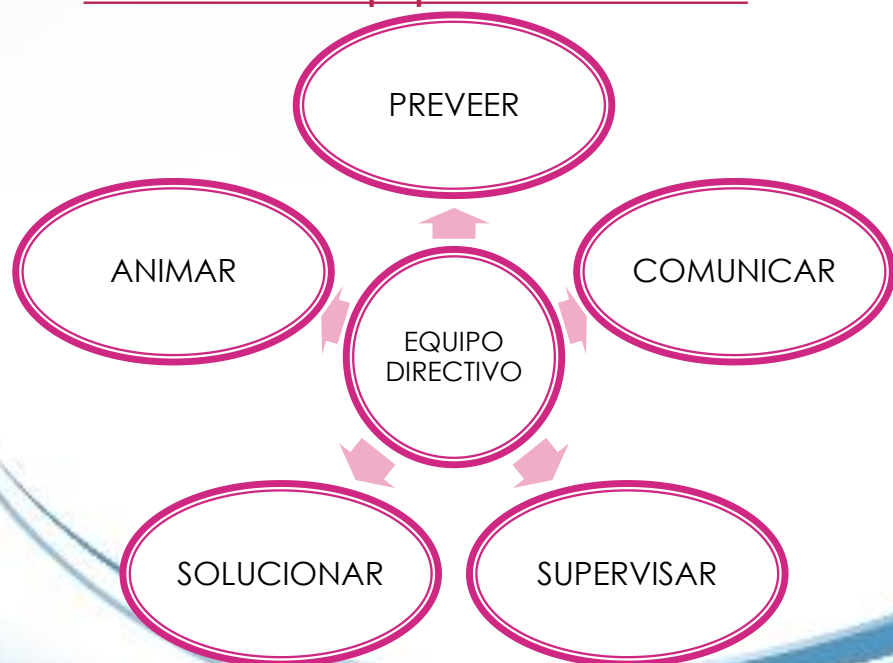 PREVEER
ANIMAR
COMUNICAR
EQUIPO
DIRECTIVO
SOLUCIONAR
SUPERVISAR